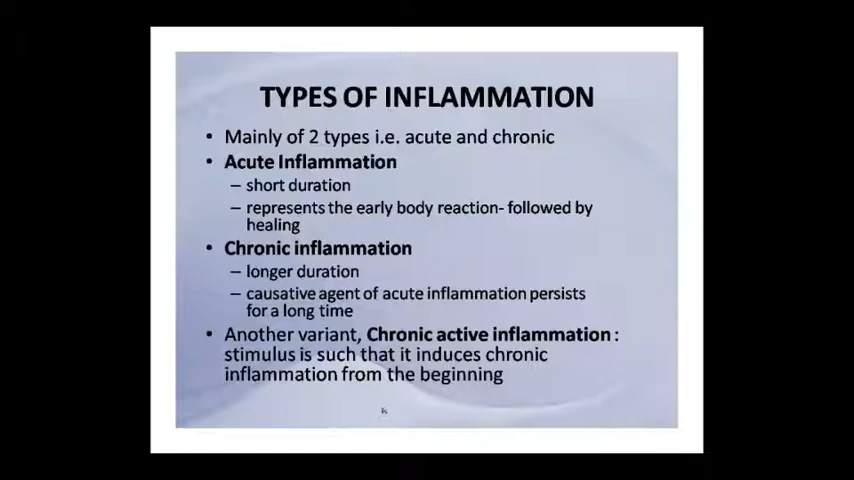 TYPES OF INFLAMMATION
• Mainly of 2 types i.e. acute and chronic
• Acute Inflammation
– short duration
– represents the early body reaction- followed by
healing
• Chronic inflammation
– longer duration
– causative agent of acute inflammation persists
for a long time
• Another variant, Chronic active inflammation :
stimulus is such that it induces chronic
inflammation from the beginning